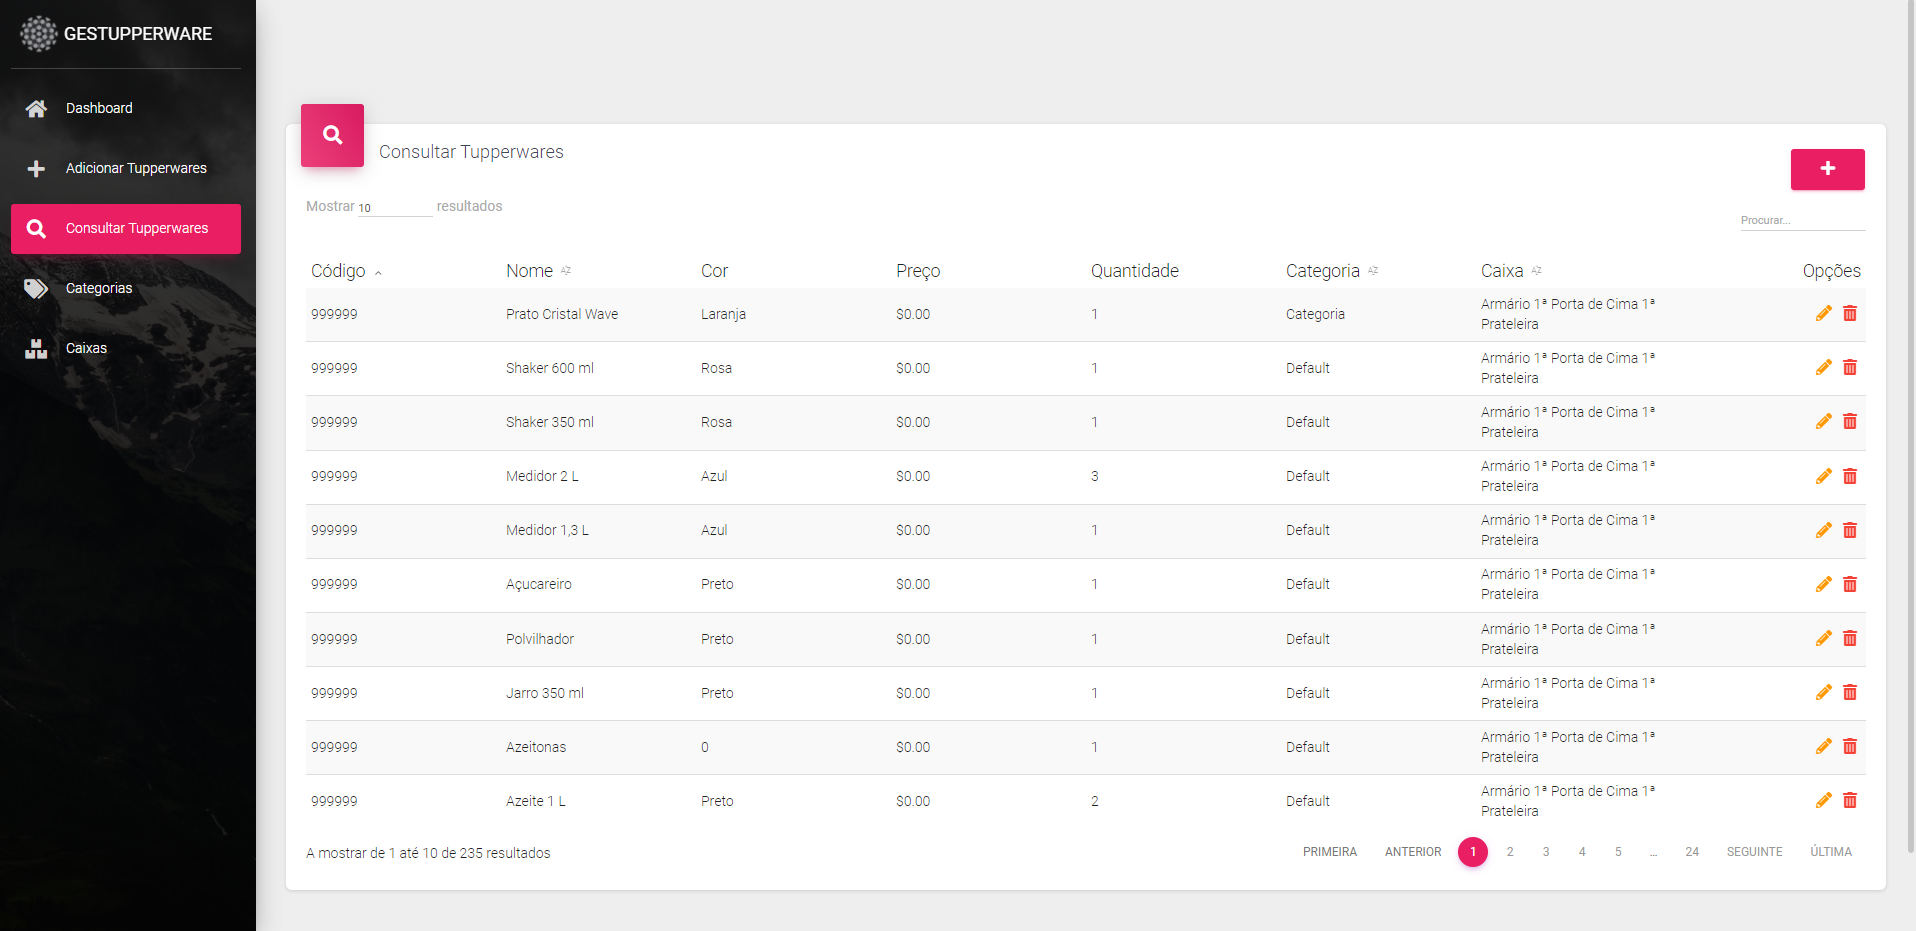 GESTUPPERWARE
Dashboard
Adicionar Tupperwares
Consultar Tupperwares
Categorias
Caixas
Consultar Tupperwares
Mostrar 10 resultados
Procurar...
Código Nome Cor Preço Quantidade Categoria Caixa Opções
999999 Prato Cristal Wave Laranja $0.00 1 Categoria Armário 1ª Porta de Cima 1ª
Prateleira
999999 Shaker 600 ml Rosa $0.00 1 Default Armário 1ª Porta de Cima 1ª
Prateleira
999999 Shaker 350 ml Rosa $0.00 1 Default Armário 1ª Porta de Cima 1ª
Prateleira
999999 Medidor 2 L Azul $0.00 3 Default Armário 1ª Porta de Cima 1ª
Prateleira
999999 Medidor 1,3 L Azul $0.00 1 Default Armário 1ª Porta de Cima 1ª
Prateleira
999999 Açucareiro Preto $0.00 1 Default Armário 1ª Porta de Cima 1ª
Prateleira
999999 Polvilhador Preto $0.00 1 Default Armário 1ª Porta de Cima 1ª
Prateleira
999999 Jarro 350 ml Preto $0.00 1 Default Armário 1ª Porta de Cima 1ª
Prateleira
999999 Azeitonas 0 $0.00 1 Default Armário 1ª Porta de Cima 1ª
Prateleira
999999 Azeite 1 L Preto $0.00 2 Default Armário 1ª Porta de Cima 1ª
Prateleira
A mostrar de 1 até 10 de 235 resultados
PRIMEIRA ANTERIOR 1 2 3 4 5 … 24 SEGUINTE ÚLTIMA